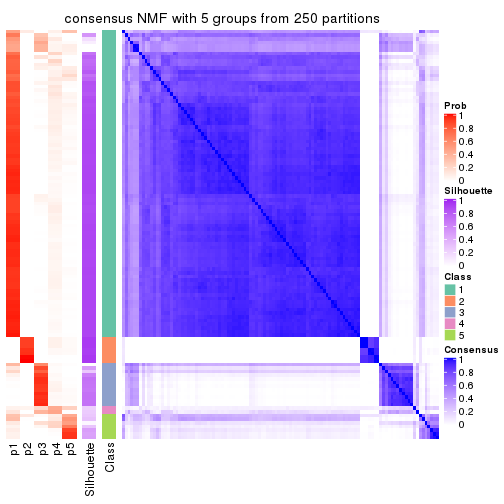 consensus NMF with 5 groups from 250 partitions
Prob
1
0.8
0.6
0.4
0.2
0
Silhouette
1
0.8
0.6
0.4
0.2
0
Class
1
2
3
4
5
Consensus
1
0.8
0.6
0.4
0.2
0
p1
p2
p3
p4
p5
Silhouette
Class